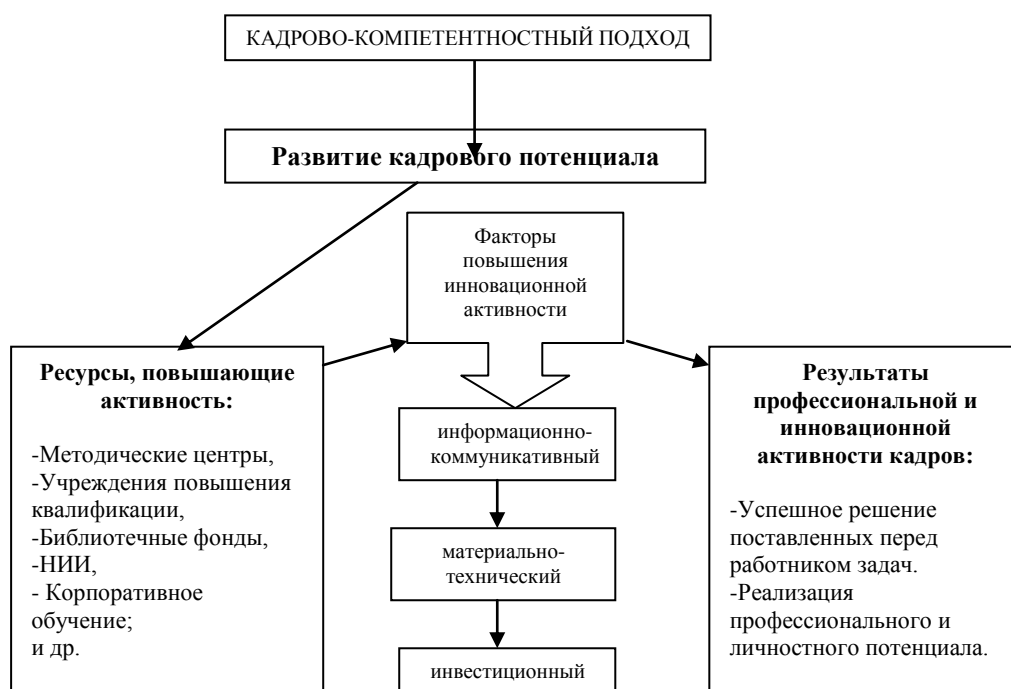 КАДРОВО-КОМПЕТЕНТНОСТНЫЙ ПОДХОД
Развитие кадрового потенциала
Факторы
повышения
инновационной
активности
Ресурсы, повышающие
активность:
-Методические центры,
-Учреждения повышения
квалификации,
-Библиотечные фонды,
-НИИ,
- Корпоративное
обучение;
и др.
информационно-
коммуникативный
материально-
технический
инвестиционный
Результаты
профессиональной и
инновационной
активности кадров:
-Успешное решение
поставленных перед
работником задач.
-Реализация
профессионального и
личностного потенциала.